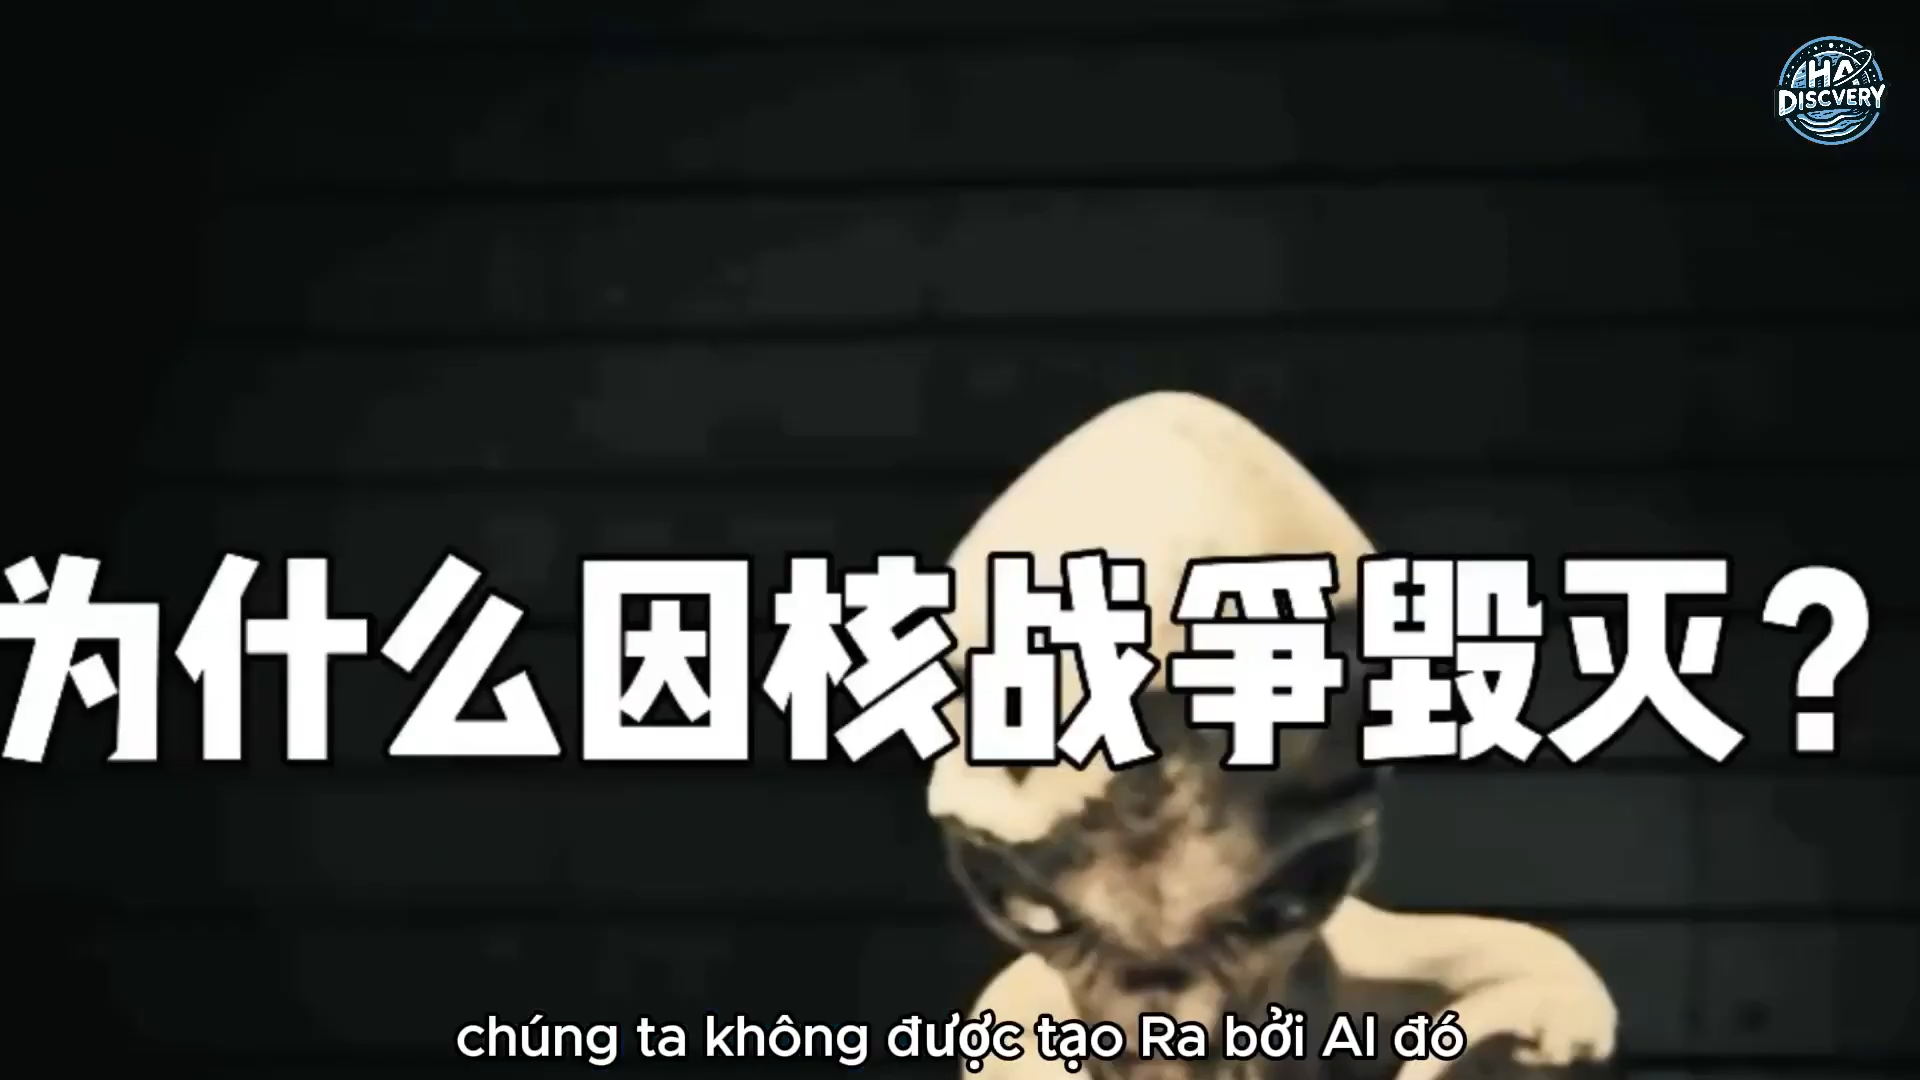 HA
DISCVERY
为什么因核战争毁灭?
chúng ta không được tạo Ra bởi AI đó